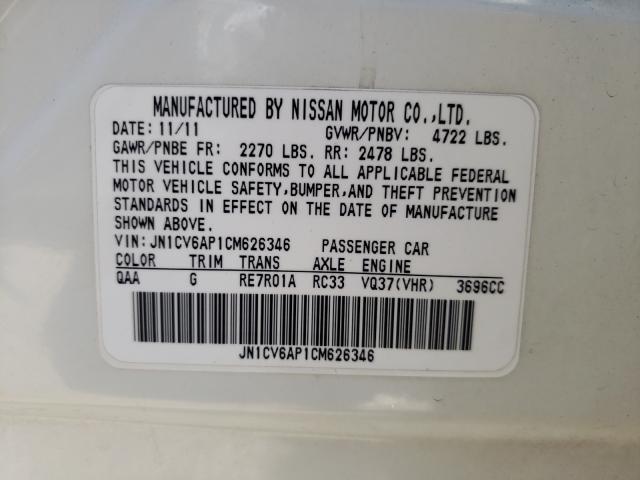 MANUFACTURED BY NISSAN MOTOR CO.,LTD.
DATE: 11/11 GVWR/PNBV: 4722 LBS.
GAWR/PNBE FR: 2270 LBS. RR: 2478 LBS.
THIS VEHICLE CONFORMS TO ALL APPLICABLE FEDERAL
MOTOR VEHICLE SAFETY,BUMPER,AND THEFT PREVENTION
STANDARDS IN EFFECT ON THE DATE OF MANUFACTURE
SHOWN ABOVE.
VIN: JN1CV6AP1CM626346 PASSENGER CAR
COLOR TRIM TRANS AXLE ENGINE
QAA G RE7R01A RC33 VQ37(VHR) 3696CC
JN1CV6AP1CM626346